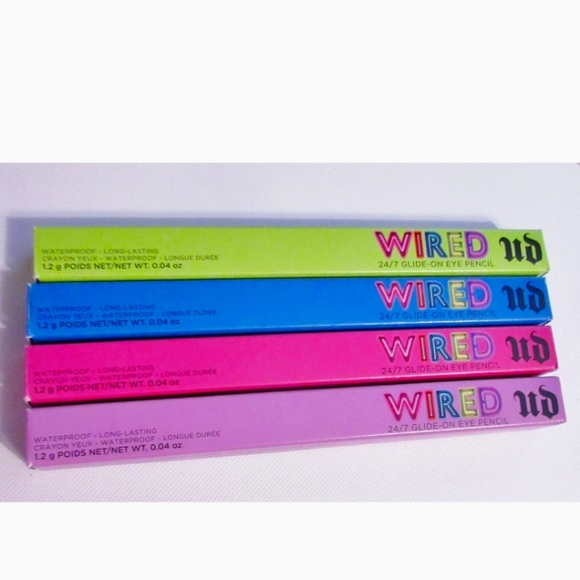 WATERPROOF - LONG-LASTING
CRAYON YEUX - WATERPROOF - LONGUE DURÉE
1.2 g POIDS NET/NET WT. 0.04 oz
WIRED
24/7 GLIDE-ON EYE PENCIL
ud
WATERPROOF - LONG-LASTING
CRAYON YEUX - WATERPROOF - LONGUE DURÉE
1.2 g POIDS NET/NET WT. 0.04 oz
WIRED
24/7 GLIDE-ON EYE PENCIL
ud
WATERPROOF - LONG-LASTING
CRAYON YEUX - WATERPROOF - LONGUE DURÉE
1.2 g POIDS NET/NET WT. 0.04 oz
WIRED
24/7 GLIDE-ON EYE PENCIL
ud
WATERPROOF - LONG-LASTING
CRAYON YEUX - WATERPROOF - LONGUE DURÉE
1.2 g POIDS NET/NET WT. 0.04 oz
WIRED
24/7 GLIDE-ON EYE PENCIL
ud